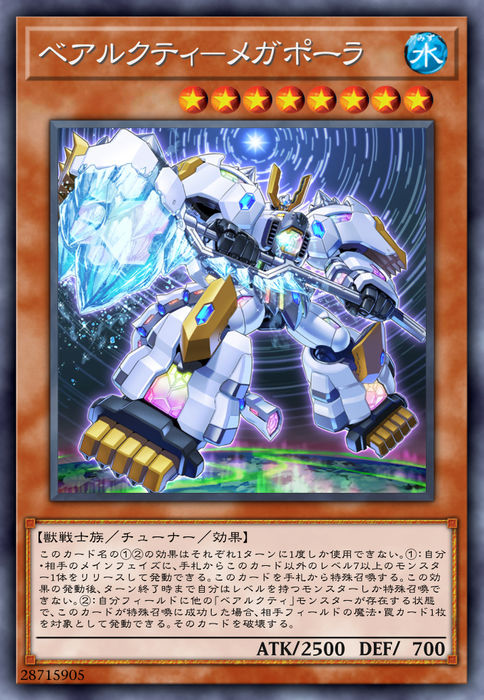 ベアルクティーメガポーラ
みず
水
【獣戦士族／チューナー／効果】
このカード名の①②の効果はそれぞれ1ターンに1度しか使用できない。①：自分
・相手のメインフェイズに、手札からこのカード以外のレベル7以上のモンスタ
ー1体をリリースして発動できる。このカードを手札から特殊召喚する。この効
果の発動後、ターン終了時まで自分はレベルを持つモンスターしか特殊召喚で
きない。②：自分フィールドに他の「ベアルクティ」モンスターが存在する状態
で、このカードが特殊召喚に成功した場合、相手フィールドの魔法・罠カード1枚
を対象として発動できる。そのカードを破壊する。
ATK/2500 DEF/ 700
28715905